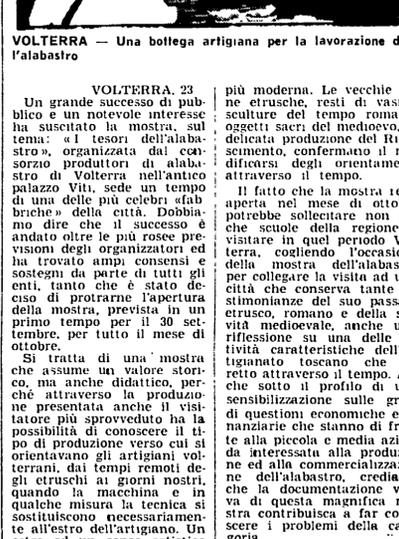 VOLTERRA — Una bottega artigiana per la lavorazione d
l'alabastro
VOLTERRA, 23
Un grande successo di pub-
blico e un notevole interesse
ha suscitato la mostra, sul
tema: «I tesori dell'alaba-
stro», organizzata dal con-
sorzio produttori di alaba-
stro di Volterra nell'antico
palazzo Viti, sede un tempo
di una delle più celebri «fab
briche» della città. Dobbia-
mo dire che il successo è
andato oltre le più rosee pre-
visioni degli organizzatori ed
ha trovato ampi consensi e
sostegni da parte di tutti gli
enti, tanto che è stato de-
ciso di protrarne l'apertura
della mostra, prevista in un
primo tempo per il 30 set-
tembre, per tutto il mese di
ottobre.
Si tratta di una mostra
che assume un valore stori-
co, ma anche didattico, per-
ché attraverso la produzio-
ne presentata anche il visi-
tatore più sprovveduto ha la
possibilità di conoscere il ti-
po di produzione verso cui si
orientavano gli artigiani vol-
terrani, dai tempi remoti de-
gli etruschi ai giorni nostri,
quando la macchina e in
qualche misura la tecnica si
sostituiscono necessariamen-
te all'estro dell'artigiano. Un
più moderna. Le vecchie
ne etrusche, resti di vas
sculture del tempo roma
oggetti sacri del medioevo,
delicata produzione del Ri
scimento, confermano il m
dificarsi degli orientame
attraverso il tempo.
Il fatto che la mostra re
aperta nel mese di otto
potrebbe sollecitare non
che scuole della regione
visitare in quel periodo V
terra, cogliendo l'occasio
della mostra dell'alabas
per collegare la visita ad u
città che conserva tante
stimonianze del suo pass
etrusco, romano e della s
vità medioevale, anche u
riflessione su una delle
tività caratteristiche dell'
tigianato toscano che
retto attraverso il tempo. A
che sotto il profilo di u
sensibilizzazione sulle gr
di questioni economiche e
nanziarie che stanno di fr
te alla piccola e media azi
da interessata alla produ
ne ed alla commercializza
ne dell'alabastro, credia
che la documentazione v
va di questa magnifica m
stra contribuisca a far co
scere i problemi della ca
goria.